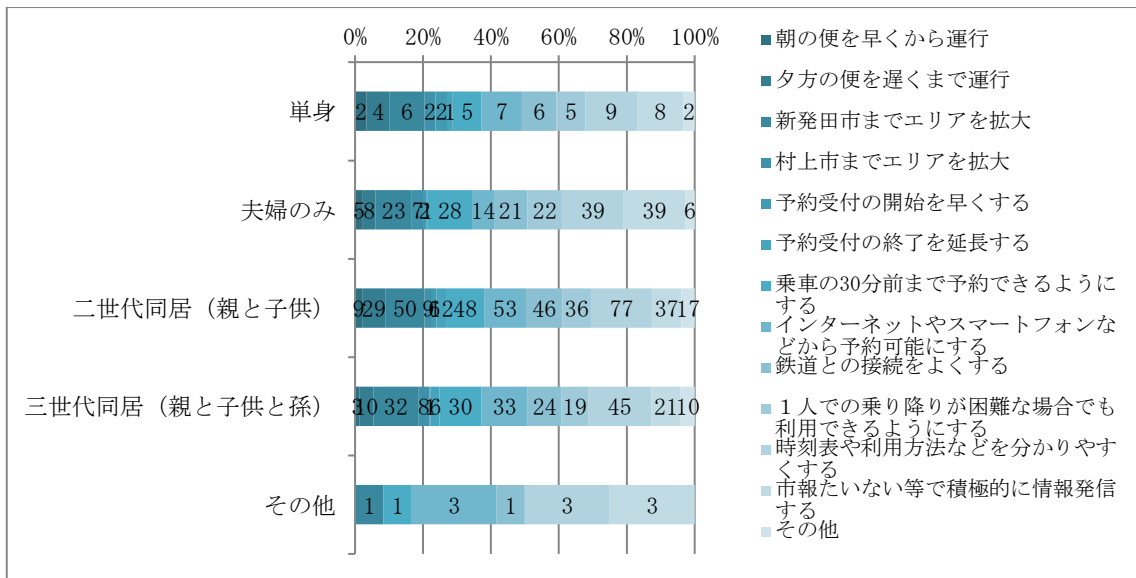 0% 20% 40% 60% 80% 100%
単身
2 4 6 2 2 1 5 7 6 5 9 8 2
夫婦のみ
5 8 23 7 28 14 21 22 39 39 6
二世代同居（親と子供）
9 29 50 9 6 12 48 53 46 36 77 37 17
三世代同居（親と子供と孫）
3 10 32 8 1 6 30 33 24 19 45 21 10
その他
1 1 3 1 3 3
朝の便を早くから運行
夕方の便を遅くまで運行
新発田市までエリアを拡大
村上市までエリアを拡大
予約受付の開始を早くする
予約受付の終了を延長する
乗車の30分前まで予約できるように
する
インターネットやスマートフォンな
どから予約可能にする
鉄道との接続をよくする
１人での乗り降りが困難な場合でも
利用できるようにする
時刻表や利用方法などを分かりやす
くする
市報たいない等で積極的に情報発信
する
その他